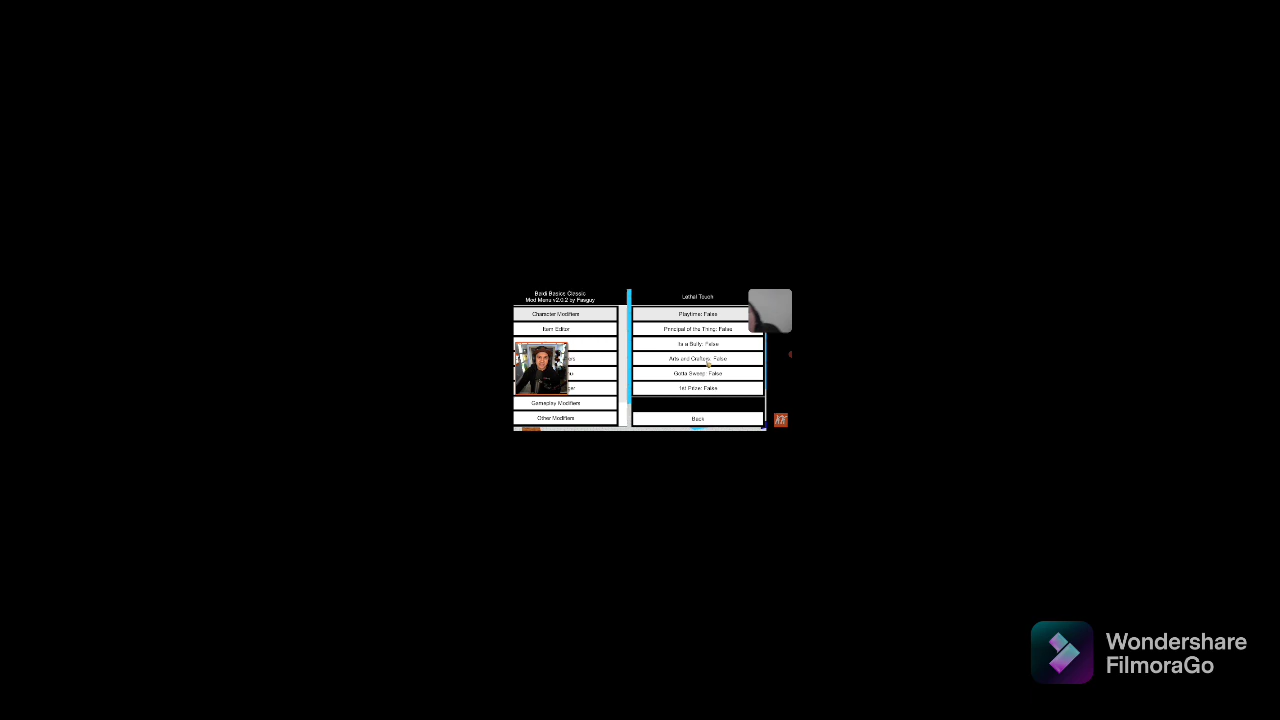 Baldi Basics Classic
Mod Menu v2.0.2 by Fasguy
Character Modifiers
Item Editor
Gameplay Modifiers
Other Modifiers
Lethal Touch
Playtime: False
Principal of the Thing: False
Its a Bully: False
Arts and Crafters: False
Gotta Sweep: False
1st Prize: False
Back
Wondershare
FilmoraGo